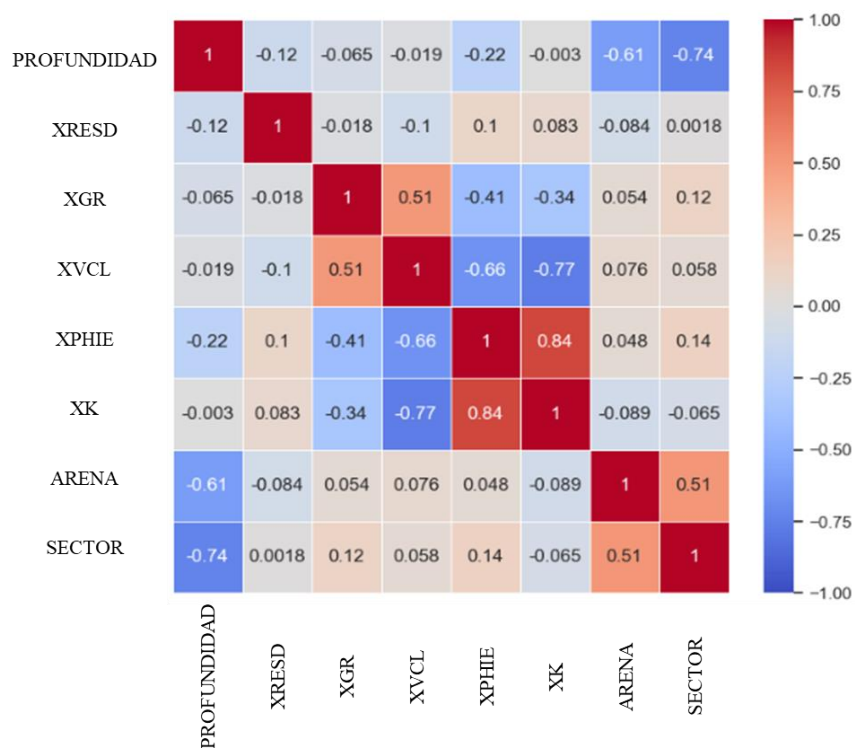 PROFUNDIDAD 1 -0.12 -0.065 -0.019 -0.22 -0.003 -0.61 -0.74
XRESD -0.12 1 -0.018 -0.1 0.1 0.083 -0.084 0.0018
XGR -0.065 -0.018 1 0.51 -0.41 -0.34 0.054 0.12
XVCL -0.019 -0.1 0.51 1 -0.66 -0.77 0.076 0.058
XPHIE -0.22 0.1 -0.41 -0.66 1 0.84 0.048 0.14
XK -0.003 0.083 -0.34 -0.77 0.84 1 -0.089 -0.065
ARENA -0.61 -0.084 0.054 0.076 0.048 -0.089 1 0.51
SECTOR -0.74 0.0018 0.12 0.058 0.14 -0.065 0.51 1
PROFUNDIDAD
XRESD
XGR
XVCL
XPHIE
XK
ARENA
SECTOR
1.00
0.75
0.50
0.25
0.00
−0.25
−0.50
−0.75
−1.00